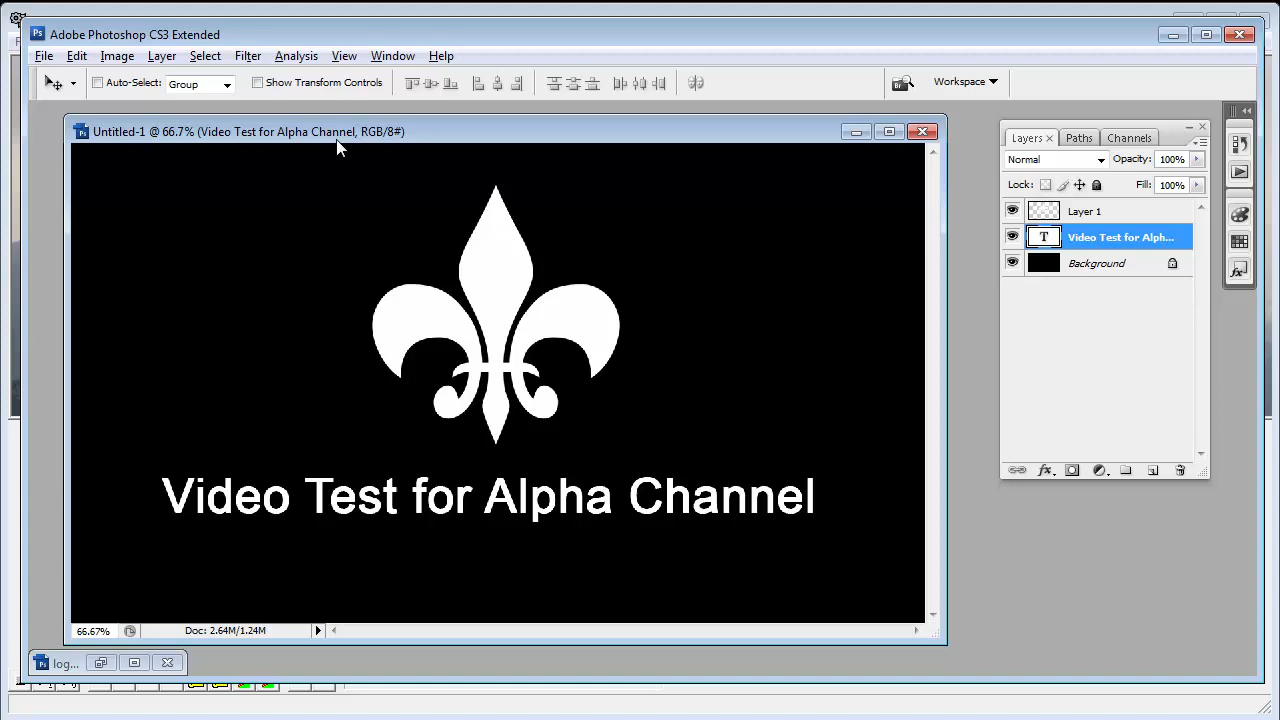 Adobe Photoshop CS3 Extended
File Edit Image Layer Select Filter Analysis View Window Help
Auto-Select: Group Show Transform Controls Workspace
Untitled-1 @ 66.7% (Video Test for Alpha Channel, RGB/8#)
Layers Paths Channels
Normal Opacity: 100%
Lock: Fill: 100%
Layer 1
T Video Test for Alph...
Background
Video Test for Alpha Channel
66.67% Doc: 2.64M/1.24M
log...